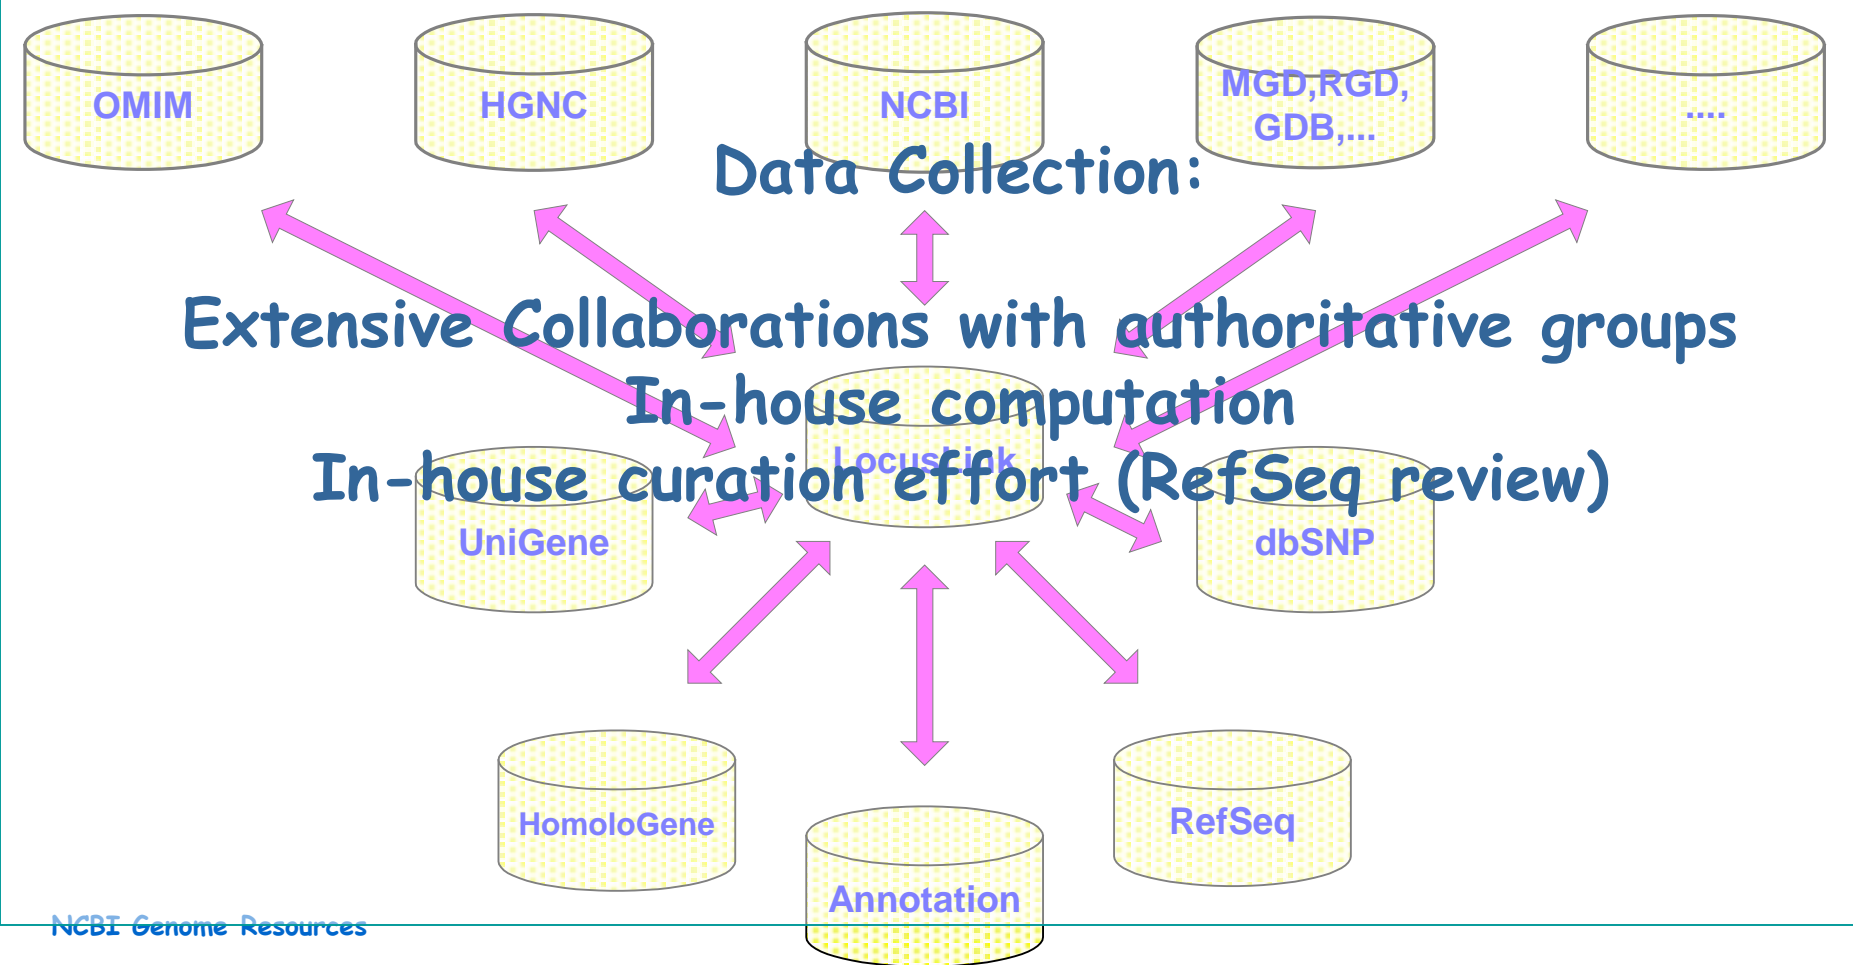 OMIM
HGNC
NCBI
MGD,RGD,
GDB,...
....
Data Collection:
Extensive Collaborations with authoritative groups
In-house computation
LocusLink
In-house curation effort (RefSeq review)
UniGene
dbSNP
HomoloGene
RefSeq
Annotation
NCBI Genome Resources